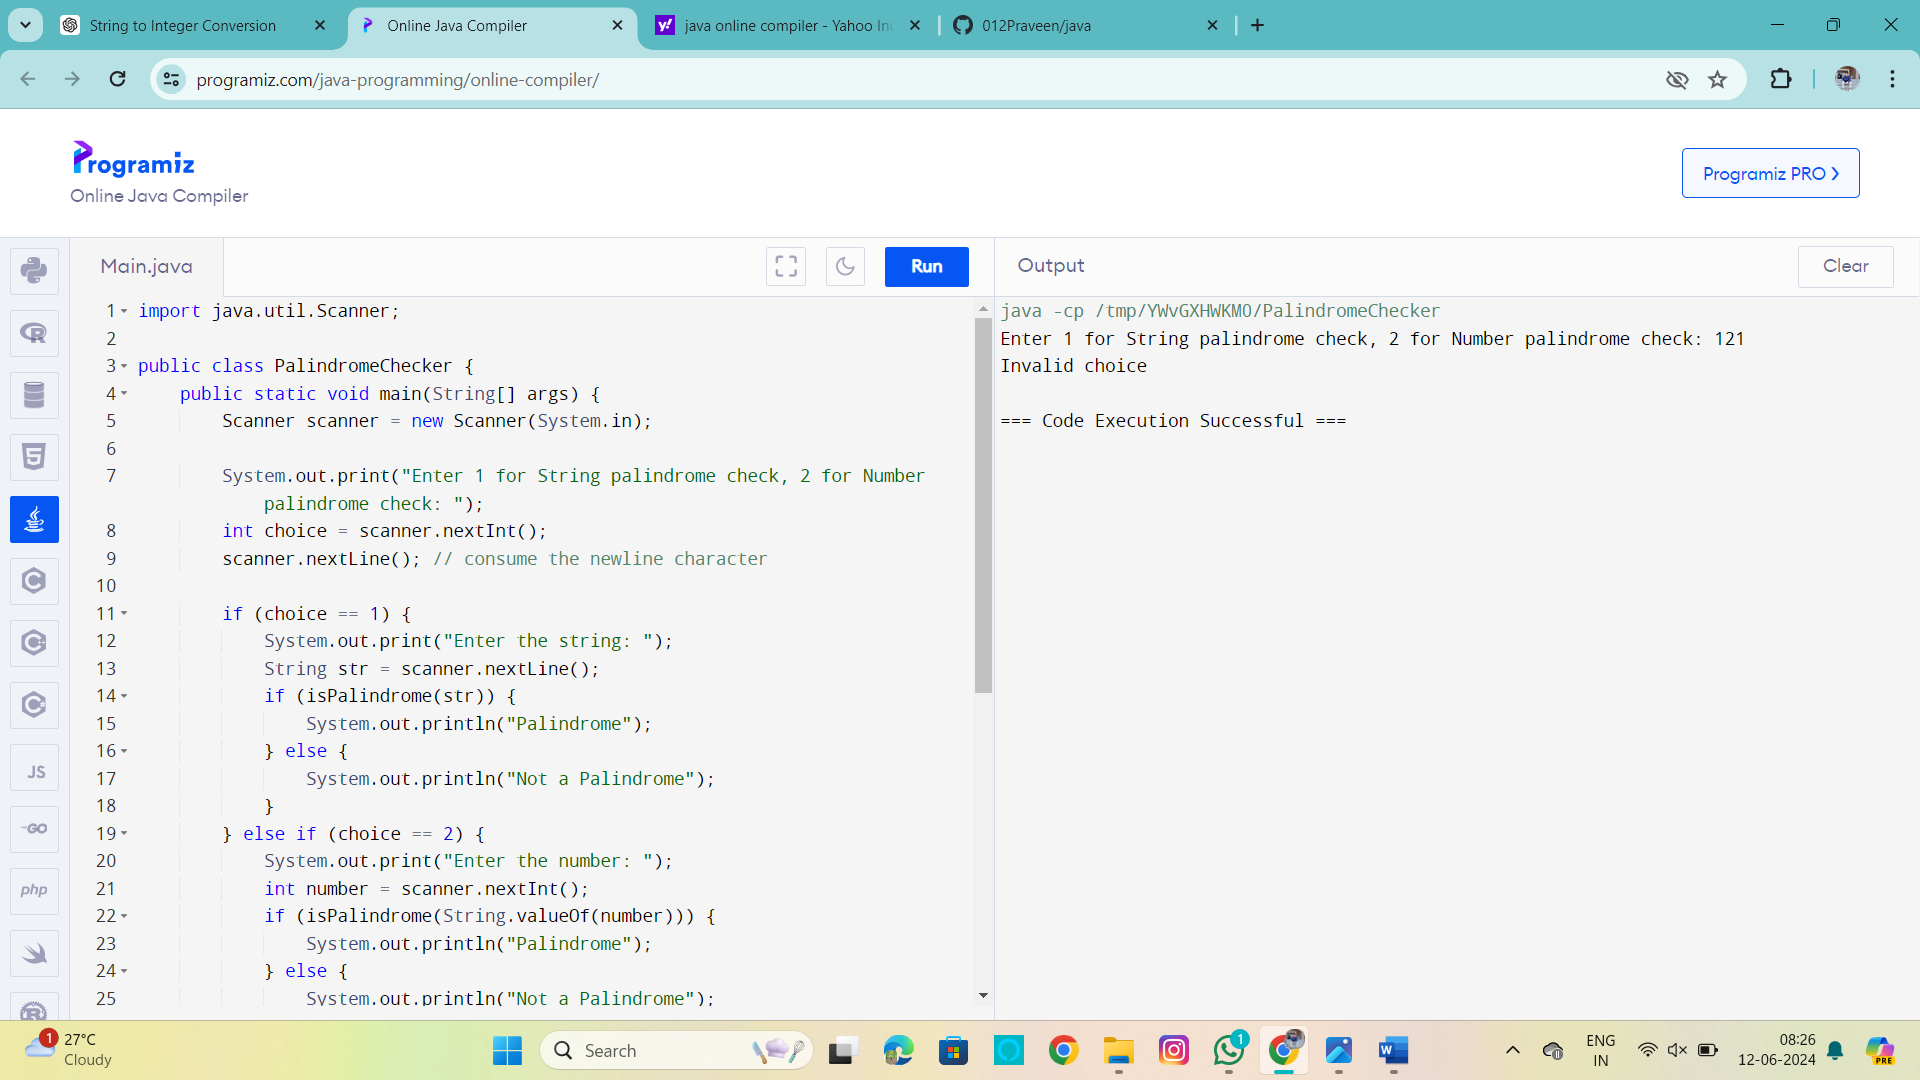 String to Integer Conversion
Online Java Compiler
java online compiler - Yahoo Ind
012Praveen/java
programiz.com/java-programming/online-compiler/
Programiz
Online Java Compiler
Programiz PRO ❯
Main.java
Run
Output
Clear
1 import java.util.Scanner;
2
3 public class PalindromeChecker {
4 public static void main(String[] args) {
5 Scanner scanner = new Scanner(System.in);
6
7 System.out.print("Enter 1 for String palindrome check, 2 for Number
palindrome check: ");
8 int choice = scanner.nextInt();
9 scanner.nextLine(); // consume the newline character
10
11 if (choice == 1) {
12 System.out.print("Enter the string: ");
13 String str = scanner.nextLine();
14 if (isPalindrome(str)) {
15 System.out.println("Palindrome");
16 } else {
17 System.out.println("Not a Palindrome");
18 }
19 } else if (choice == 2) {
20 System.out.print("Enter the number: ");
21 int number = scanner.nextInt();
22 if (isPalindrome(String.valueOf(number))) {
23 System.out.println("Palindrome");
24 } else {
25 System.out.println("Not a Palindrome");
java -cp /tmp/YWvGXHWKMO/PalindromeChecker
Enter 1 for String palindrome check, 2 for Number palindrome check: 121
Invalid choice
=== Code Execution Successful ===
R
5
C
C
C
JS
GO
php
R
1
27°C
Cloudy
Search
1
W
ENG
IN
08:26
12-06-2024
PRE